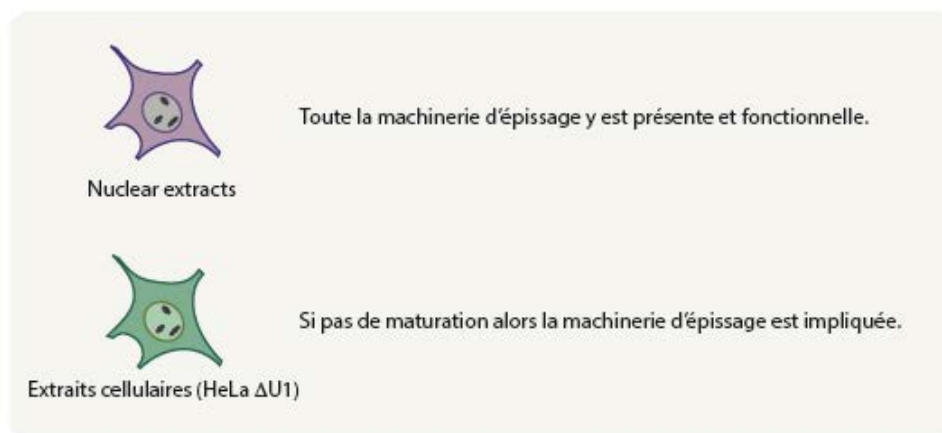 Toute la machinerie d’épissage y est présente et fonctionnelle.
Nuclear extracts
Si pas de maturation alors la machinerie d’épissage est impliquée.
Extraits cellulaires (HeLa ΔU1)